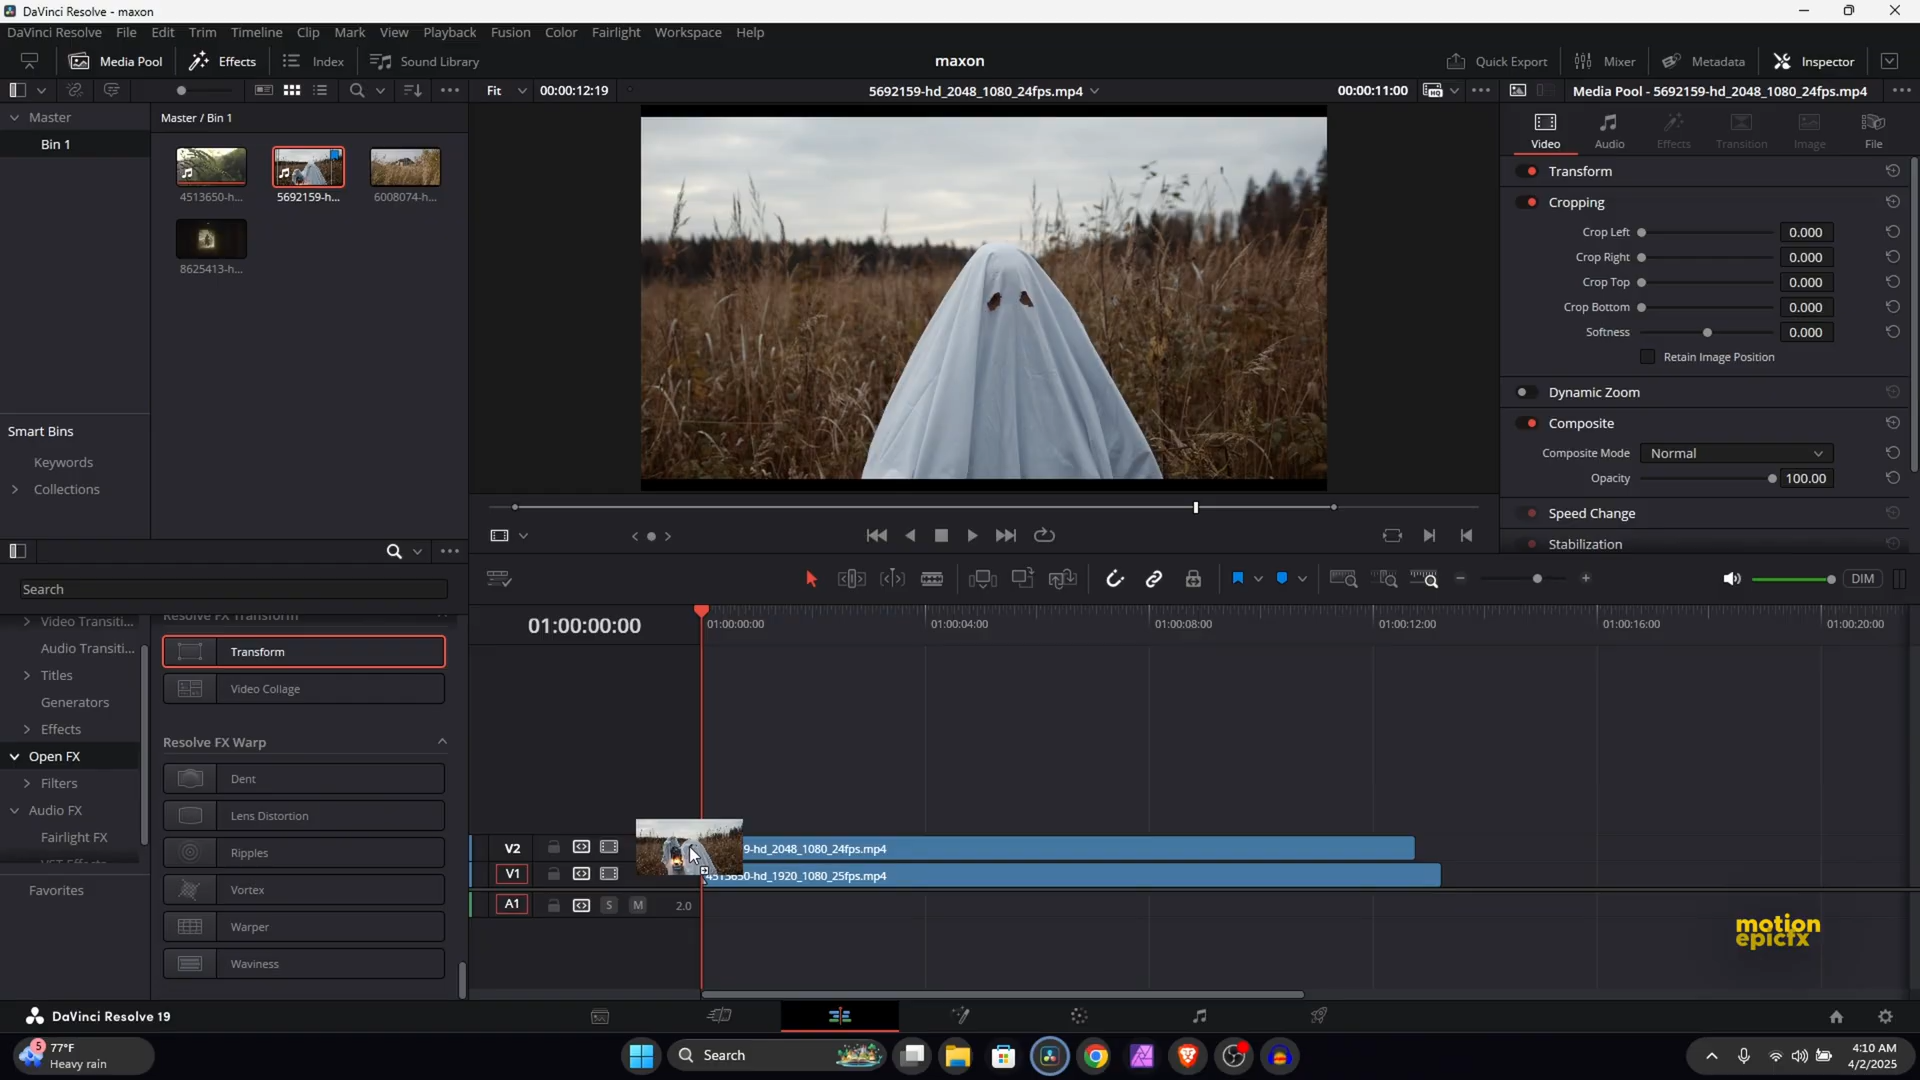 DaVinci Resolve - maxon
DaVinci Resolve File Edit Trim Timeline Clip Mark View Playback Fusion Color Fairlight Workspace Help
Media Pool Effects Index Sound Library maxon Quick Export Mixer Metadata Inspector
Fit 00:00:12:19 5692159-hd_2048_1080_24fps.mp4 00:00:11:00 Media Pool - 5692159-hd_2048_1080_24fps.mp4
Master Master / Bin 1
Bin 1
Video Audio Effects Transition Image File
4513650-h... 5692159-h... 6008074-h...
8625413-h...
Transform
Cropping
Crop Left 0.000
Crop Right 0.000
Crop Top 0.000
Crop Bottom 0.000
Softness 0.000
Retain Image Position
Dynamic Zoom
Composite
Composite Mode Normal
Opacity 100.00
Speed Change
Stabilization
Smart Bins
Keywords
Collections
Search
DIM
Video Transiti...
Audio Transiti...
Titles
Generators
Effects
Open FX
Filters
Audio FX
Fairlight FX
Favorites
Resolve FX Transform
Transform
Video Collage
Resolve FX Warp
Dent
Lens Distortion
Ripples
Vortex
Warper
Waviness
01:00:00:00 01:00:00:00 01:00:04:00 01:00:08:00 01:00:12:00 01:00:16:00 01:00:20:00
V2 9-hd_2048_1080_24fps.mp4
V1 4513650-hd_1920_1080_25fps.mp4
A1 S M 2.0
motion
epicfx
DaVinci Resolve 19
5 77°F
Heavy rain
Search
4:10 AM
4/2/2025